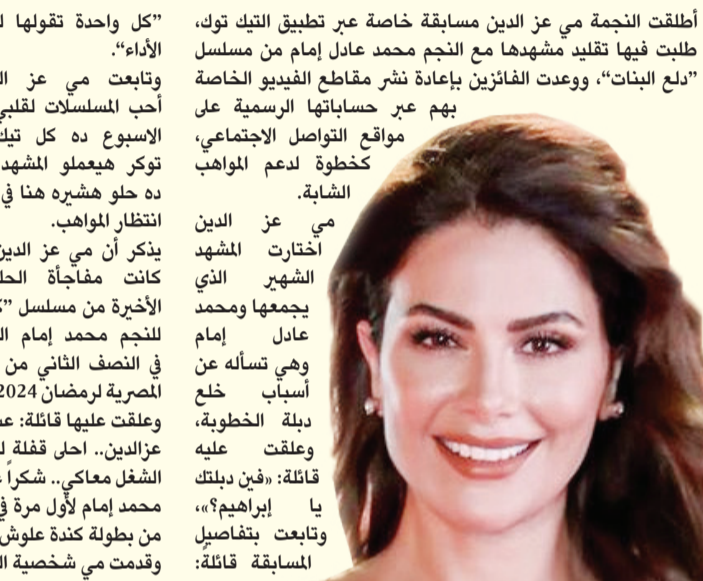 أطلقت النجمة مي عز الدين مسابقة خاصة عبر تطبيق التيك توك،
طلبت فيها تقليد مشهدها مع النجم محمد عادل إمام من مسلسل
”دلع البنات“، ووعدت الفائزين بإعادة نشر مقاطع الفيديو الخاصة
بهم عبر حساباتها الرسمية على
مواقع التواصل الاجتماعي،
كخطوة لدعم المواهب
الشابة.
مي عز الدين
اختارت المشهد
الشهير الذي
يجمعها ومحمد
عادل إمام
وهي تسأله عن
أسباب خلع
دبلة الخطوبة،
وعلقت عليه
قائلة: «فين دبلتك
يا إبراهيم؟»،
وتابعت بتفاصيل
المسابقة قائلة:
”كل واحدة تقولها
الأداء“.
وتابعت مي عز
أحب المسلسلات لقلبي
الاسبوع ده كل تيك
توكر هيعملو المشهد
ده حلو هشيره هنا في
انتظار المواهب.
يذكر أن مي عز الدين
كانت مفاجأة
الأخيرة من مسلسل
للنجم محمد إمام
في النصف الثاني من
المصرية لرمضان 2024
وعلقت عليها قائلة:
عزالدين.. احلى قفلة
الشغل معاكي.. شكراً
محمد إمام لأول مرة في
من بطولة كندة علوش
وقدمت مي شخصية